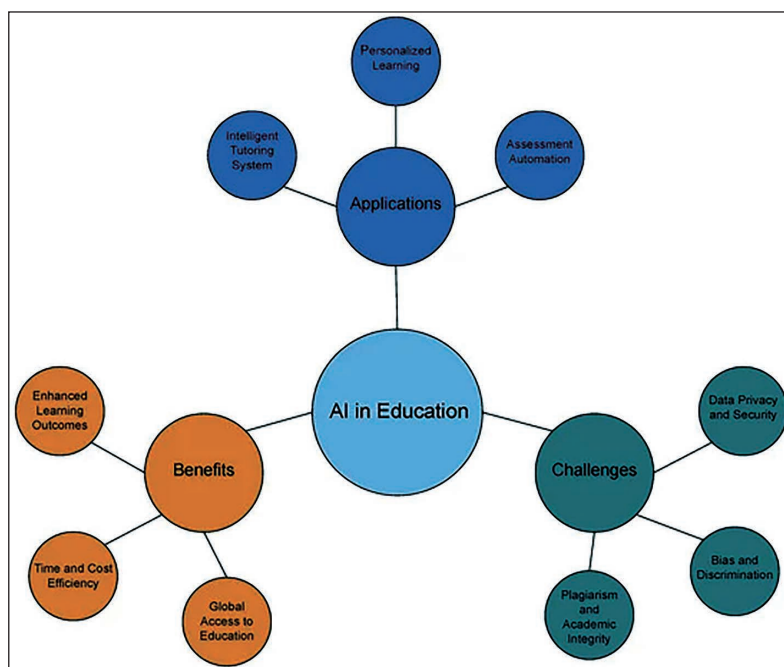 Personalized
Learning
Intelligent
Tutoring
System
Assessment
Automation
Applications
AI in Education
Enhanced
Learning
Outcomes
Benefits
Time and Cost
Efficiency
Global
Access to
Education
Data Privacy
and Security
Challenges
Bias and
Discrimination
Plagiarism
and
Academic
Integrity